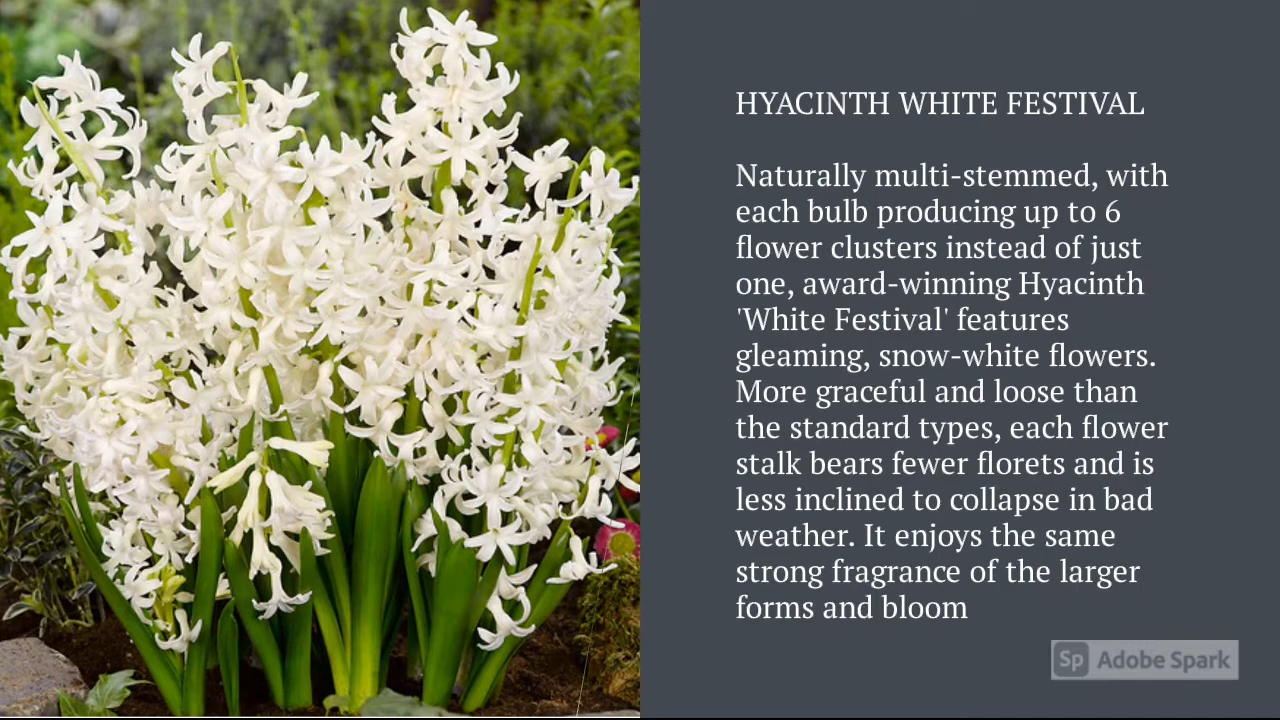 HYACINTH WHITE FESTIVAL
Naturally multi-stemmed, with
each bulb producing up to 6
flower clusters instead of just
one, award-winning Hyacinth
'White Festival' features
gleaming, snow-white flowers.
More graceful and loose than
the standard types, each flower
stalk bears fewer florets and is
less inclined to collapse in bad
weather. It enjoys the same
strong fragrance of the larger
forms and bloom
Sp Adobe Spark